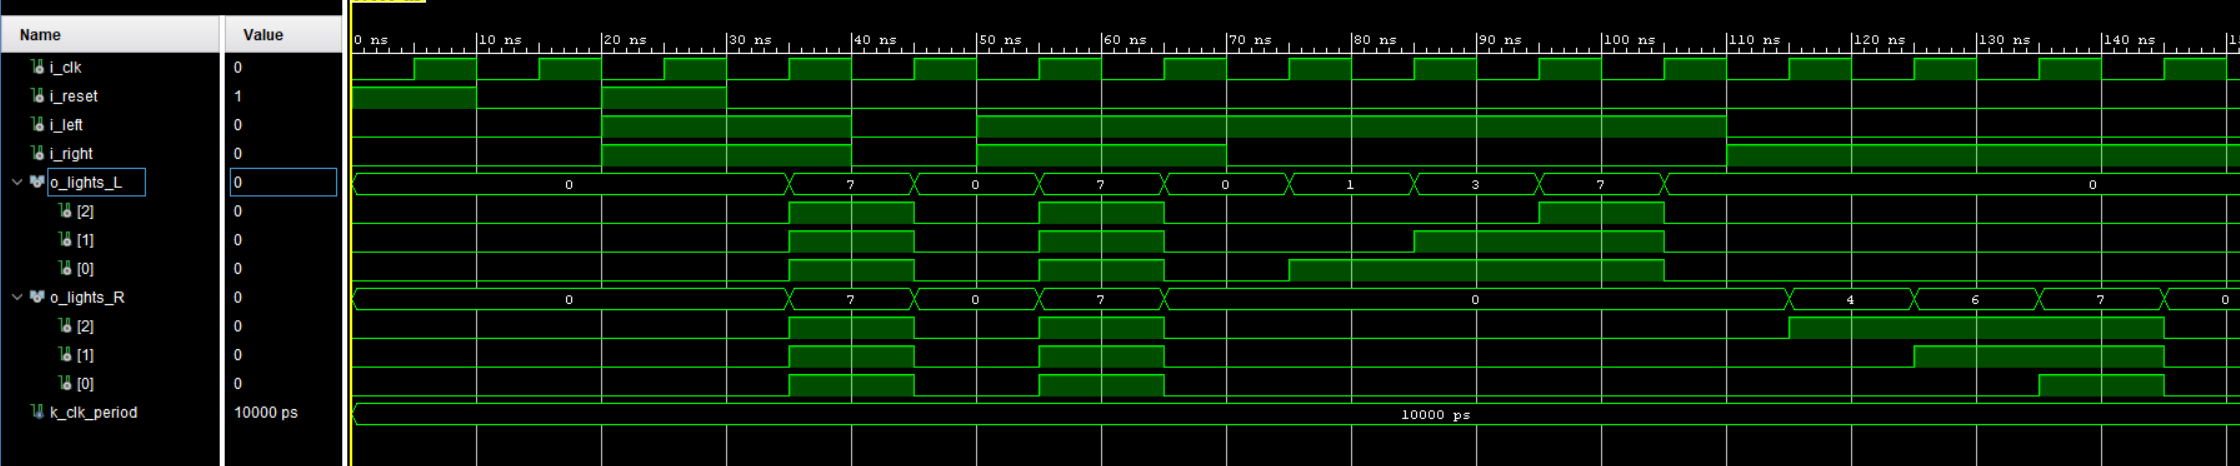 Name Value 0 ns 10 ns 20 ns 30 ns 40 ns 50 ns 60 ns 70 ns 80 ns 90 ns 100 ns 110 ns 120 ns 130 ns 140 ns
i_clk 0
i_reset 1
i_left 0
i_right 0
o_lights_L 0 0 7 0 7 0 1 3 7 0
[2] 0
[1] 0
[0] 0
o_lights_R 0 0 7 0 7 0 4 6 7 0
[2] 0
[1] 0
[0] 0
k_clk_period 10000 ps 10000 ps